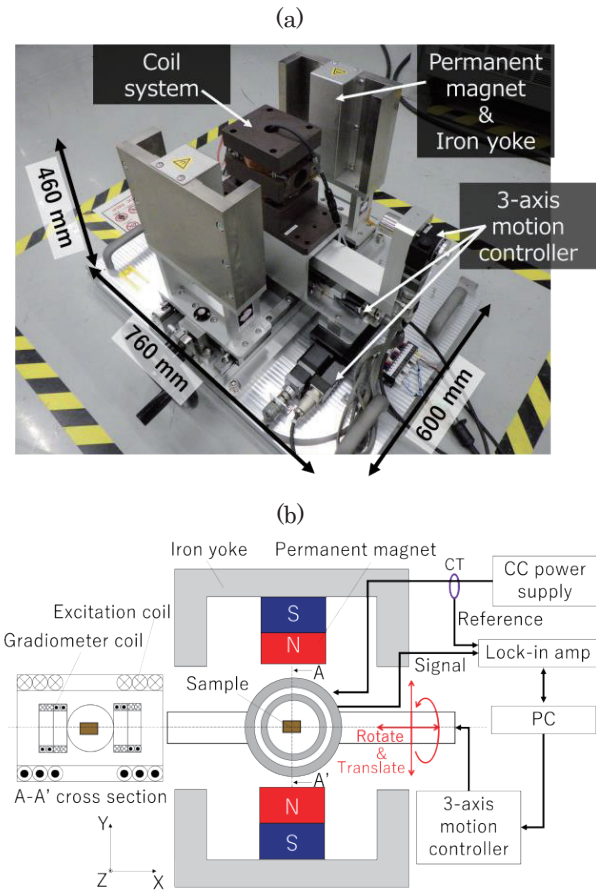 (a)
Coil
system
Permanent
magnet
&
Iron yoke
3-axis
motion
controller
460 mm
760 mm
600 mm
(b)
Iron yoke
Permanent magnet
CT
CC power
supply
Excitation coil
Gradiometer coil
S
N
A
Reference
Signal
Lock-in amp
Sample
PC
Rotate
&
Translate
A'
A-A' cross section
N
S
3-axis
motion
controller
Y
Z
X